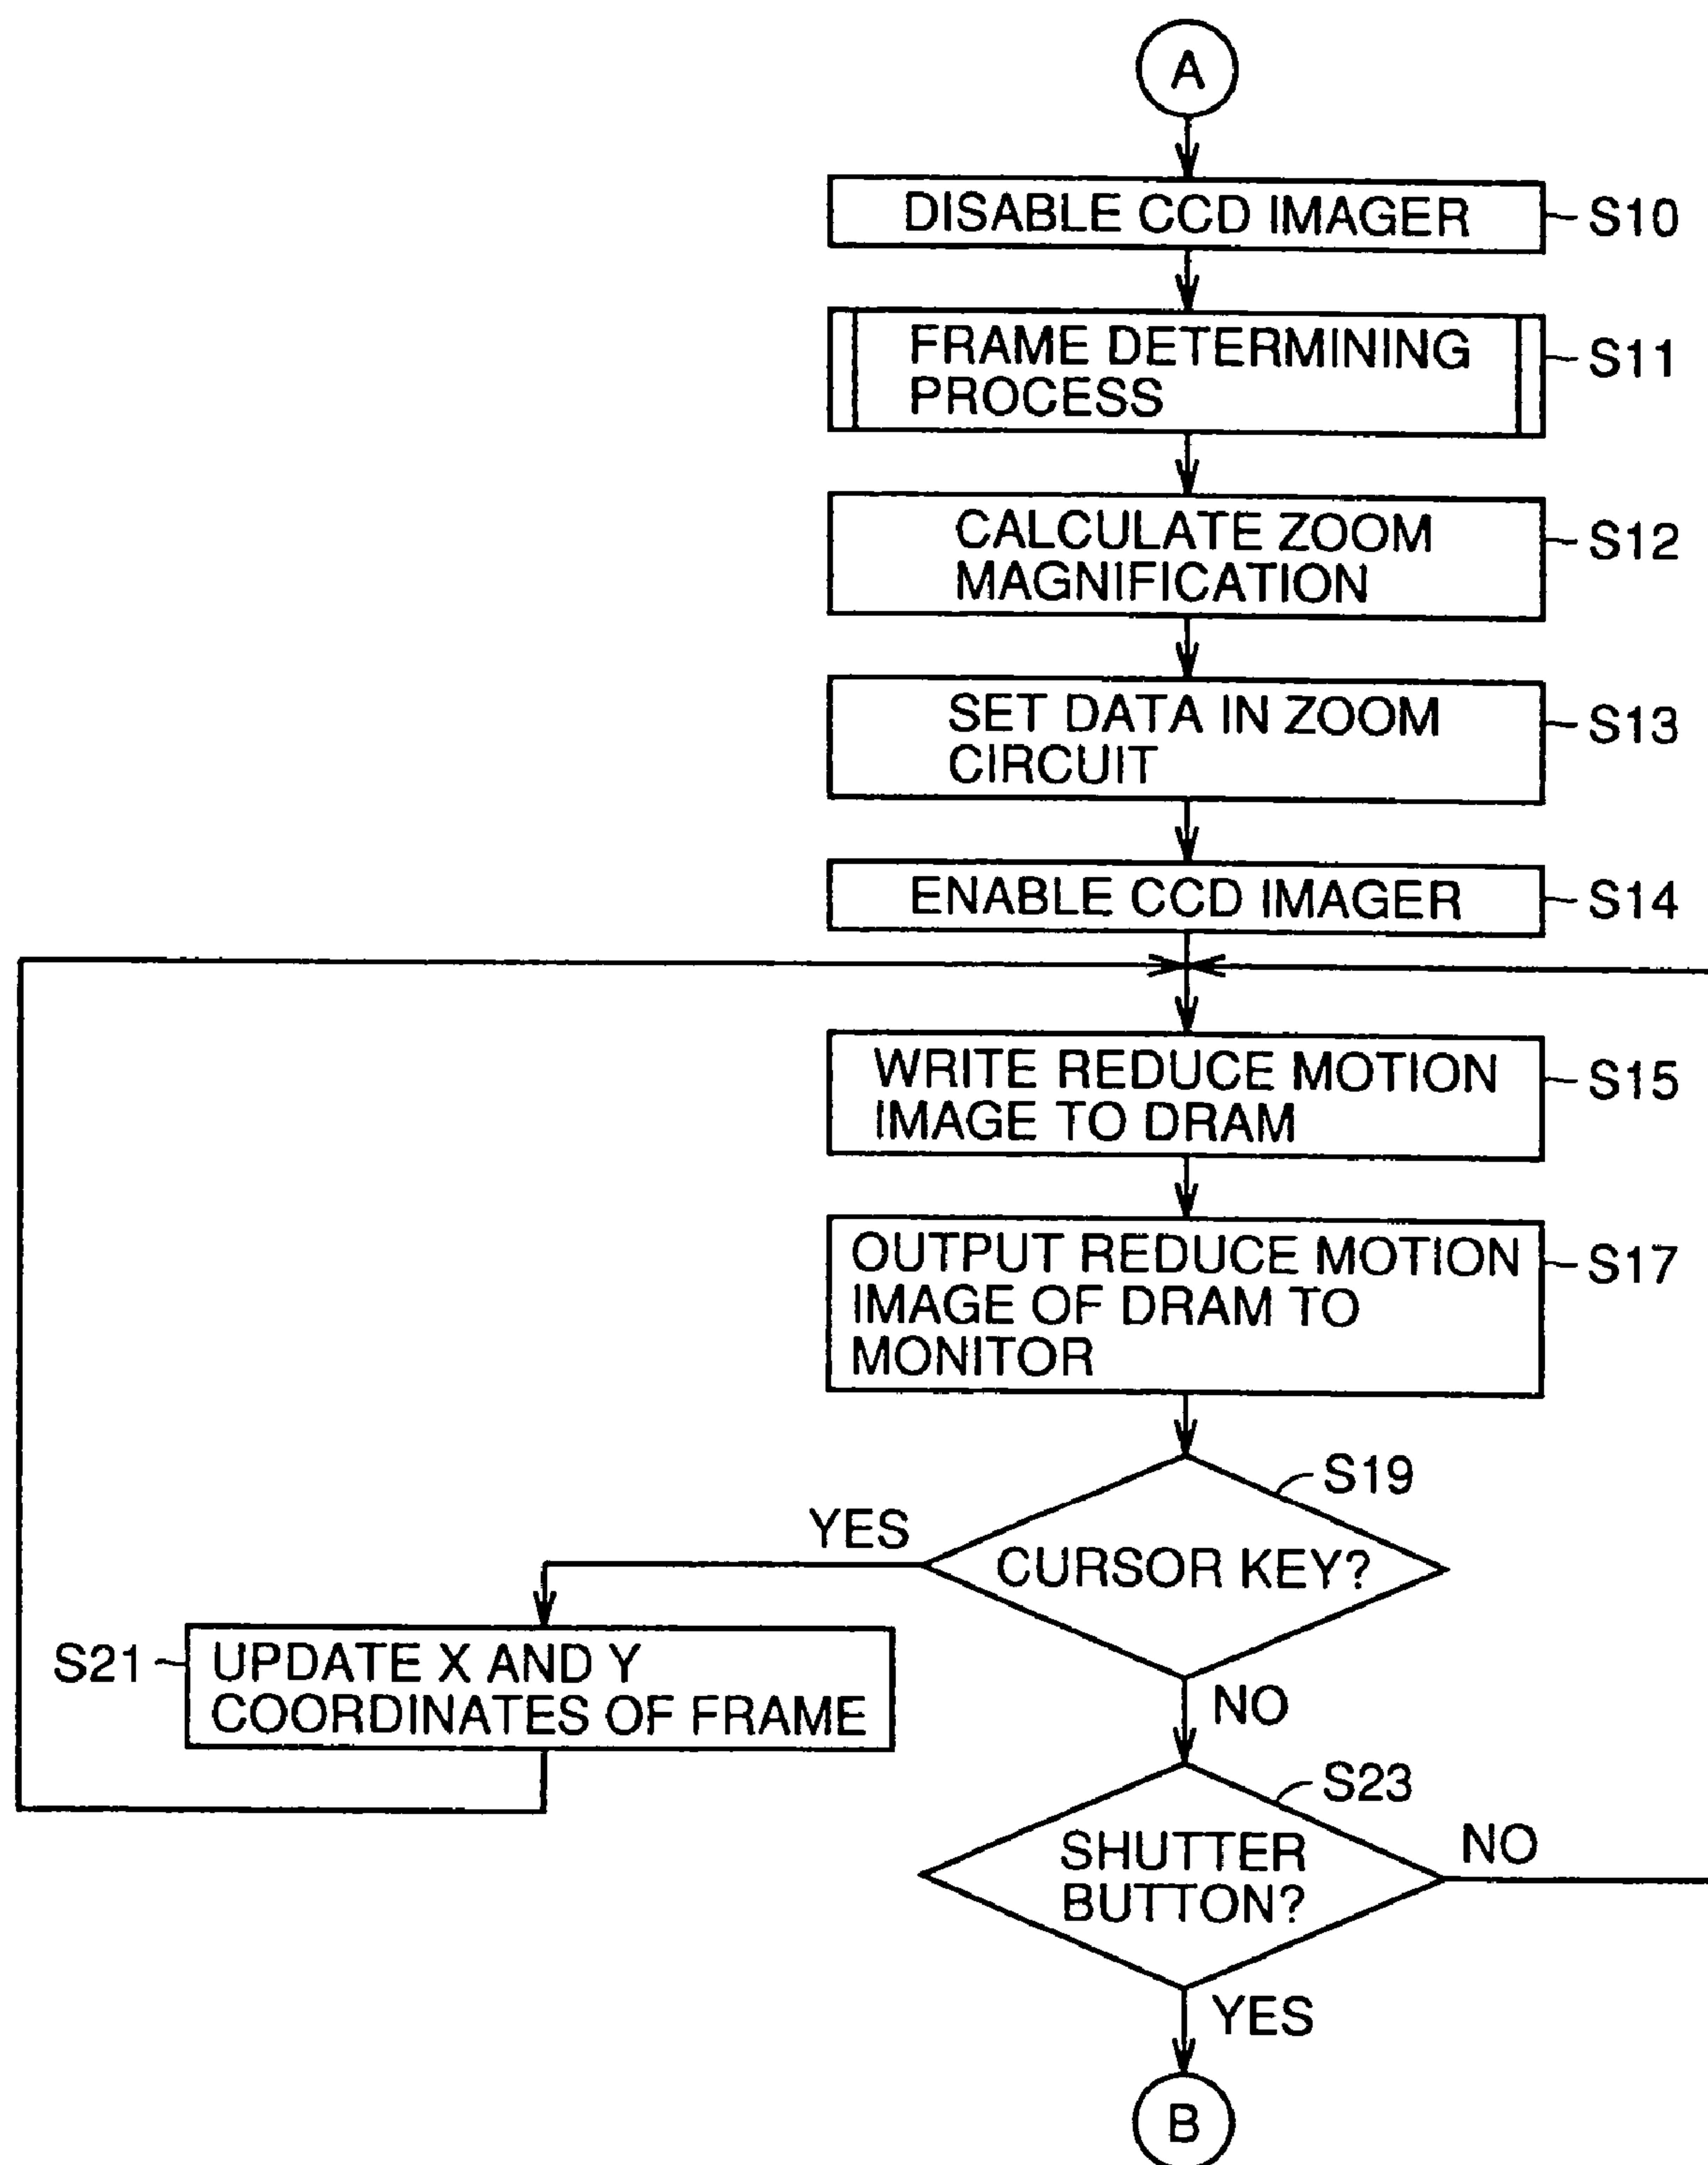 A
DISABLE CCD IMAGER
S10
FRAME DETERMINING
PROCESS
S11
CALCULATE ZOOM
MAGNIFICATION
S12
SET DATA IN ZOOM
CIRCUIT
S13
ENABLE CCD IMAGER
S14
WRITE REDUCE MOTION
IMAGE TO DRAM
S15
OUTPUT REDUCE MOTION
IMAGE OF DRAM TO
MONITOR
S17
S19
CURSOR KEY?
YES
S21
UPDATE X AND Y
COORDINATES OF FRAME
NO
S23
SHUTTER
BUTTON?
NO
YES
B